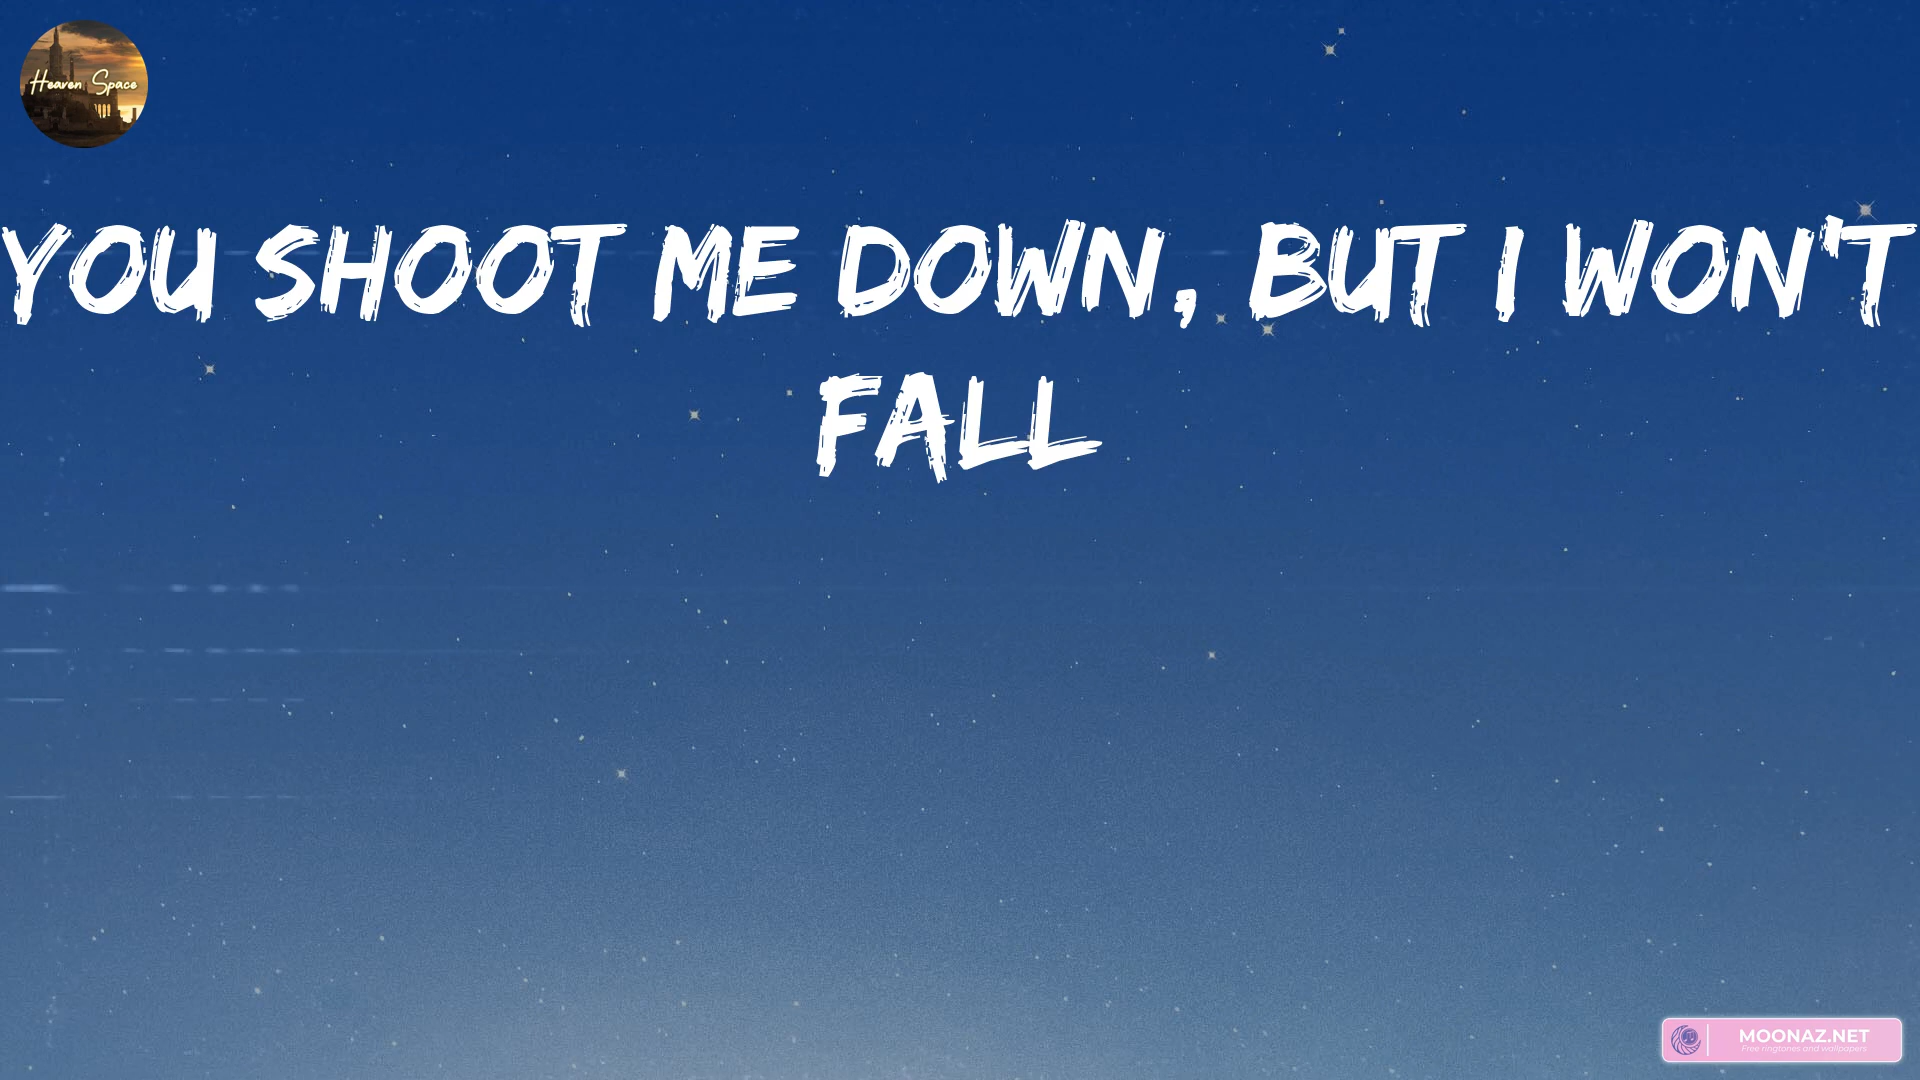 Heaven Space
YOU SHOOT ME DOWN, BUT I WON'T
FALL
MOONAZ.NET
Free ringtones and wallpapers